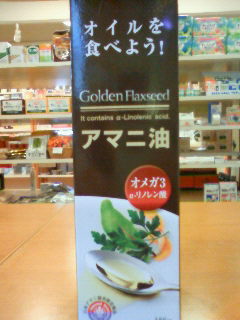 オイルを
食べよう!
Golden Flaxseed
It contains α-Linolenic acid.
アマニ油
オメガ3
α-リノレン酸